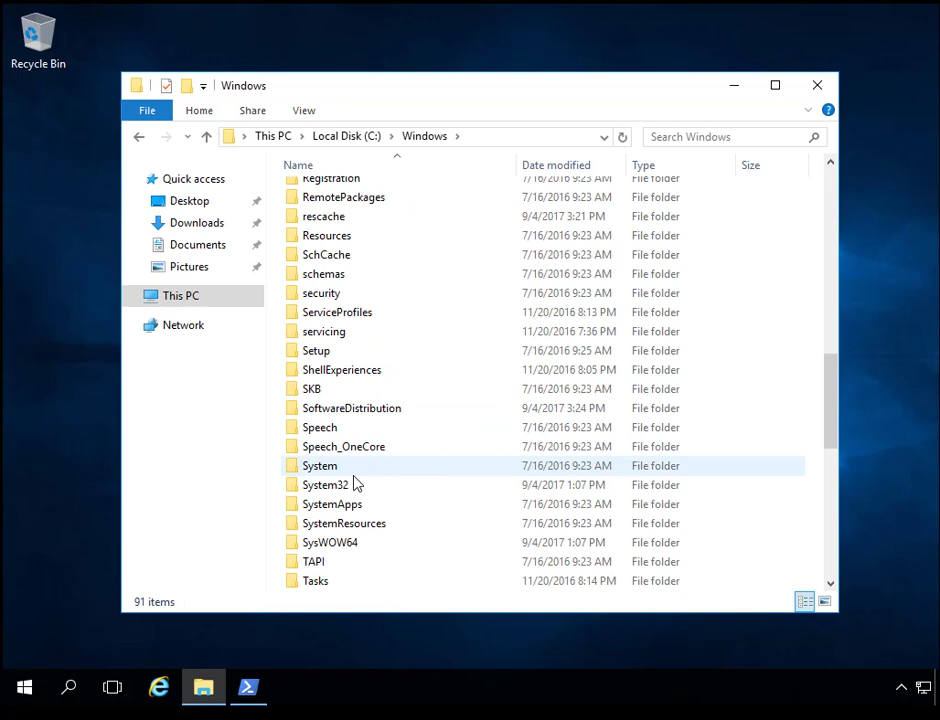 Recycle Bin
Windows
File Home Share View
This PC Local Disk (C:) Windows
Search Windows
Name Date modified Type Size
Quick access
Desktop
Downloads
Documents
Pictures
This PC
Network
Registration 7/16/2016 9:23 AM File folder
RemotePackages 7/16/2016 9:23 AM File folder
rescache 9/4/2017 3:21 PM File folder
Resources 7/16/2016 9:23 AM File folder
SchCache 7/16/2016 9:23 AM File folder
schemas 7/16/2016 9:23 AM File folder
security 7/16/2016 9:23 AM File folder
ServiceProfiles 11/20/2016 8:13 PM File folder
servicing 11/20/2016 7:36 PM File folder
Setup 7/16/2016 9:25 AM File folder
ShellExperiences 11/20/2016 8:05 PM File folder
SKB 7/16/2016 9:23 AM File folder
SoftwareDistribution 9/4/2017 3:24 PM File folder
Speech 7/16/2016 9:23 AM File folder
Speech_OneCore 7/16/2016 9:23 AM File folder
System 7/16/2016 9:23 AM File folder
System32 9/4/2017 1:07 PM File folder
SystemApps 7/16/2016 9:23 AM File folder
SystemResources 7/16/2016 9:23 AM File folder
SysWOW64 9/4/2017 1:07 PM File folder
TAPI 7/16/2016 9:23 AM File folder
Tasks 11/20/2016 8:14 PM File folder
91 items